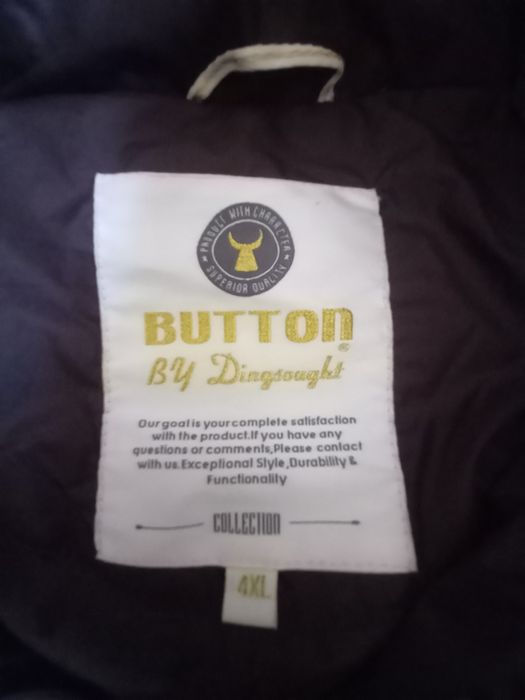 PRODUCT WITH CHARACTER
SUPERIOR QUALITY
BUTTON
®
By Dingsought
Our goal is your complete satisfaction
with the product.If you have any
questions or comments,Please contact
with us.Exceptional Style,Durability &
Functionality
COLLECTION
4XL